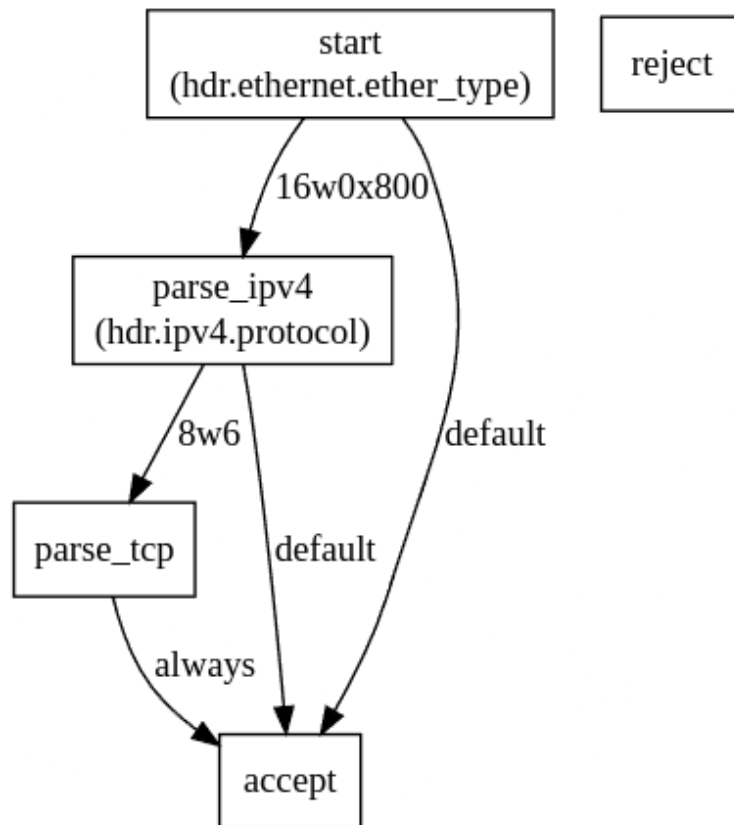 start
(hdr.ethernet.ether_type)
reject
16w0x800
parse_ipv4
(hdr.ipv4.protocol)
8w6
default
parse_tcp
default
always
accept